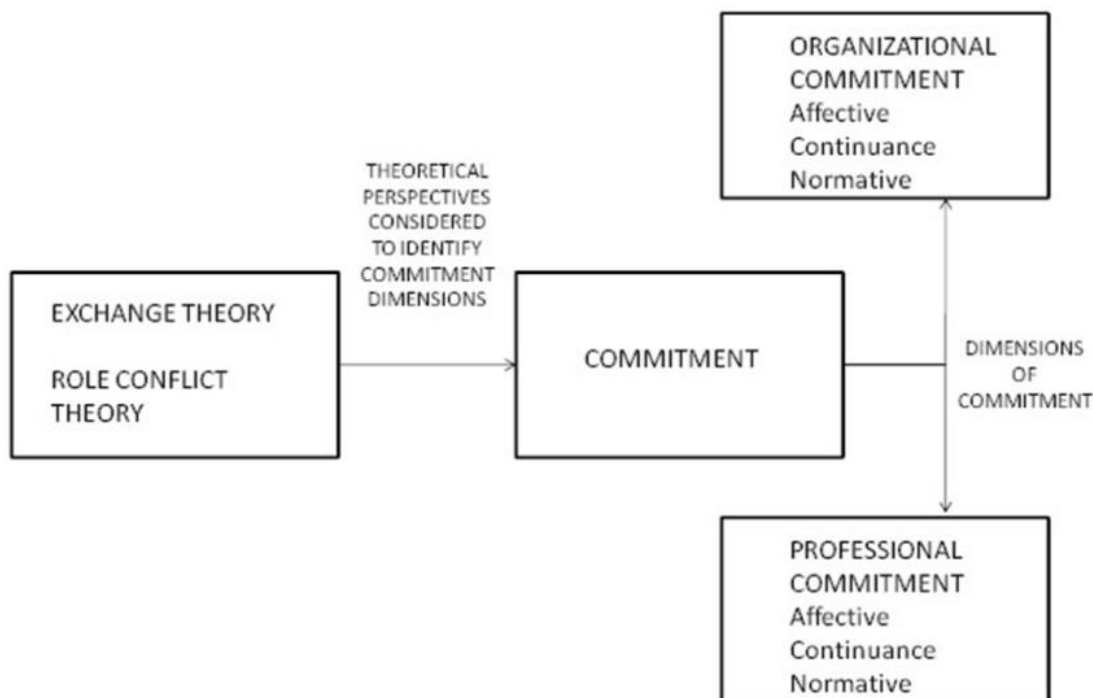 ORGANIZATIONAL
COMMITMENT
Affective
Continuance
Normative
THEORETICAL
PERSPECTIVES
CONSIDERED
TO IDENTIFY
COMMITMENT
DIMENSIONS
EXCHANGE THEORY
ROLE CONFLICT
THEORY
COMMITMENT
DIMENSIONS
OF
COMMITMENT
PROFESSIONAL
COMMITMENT
Affective
Continuance
Normative